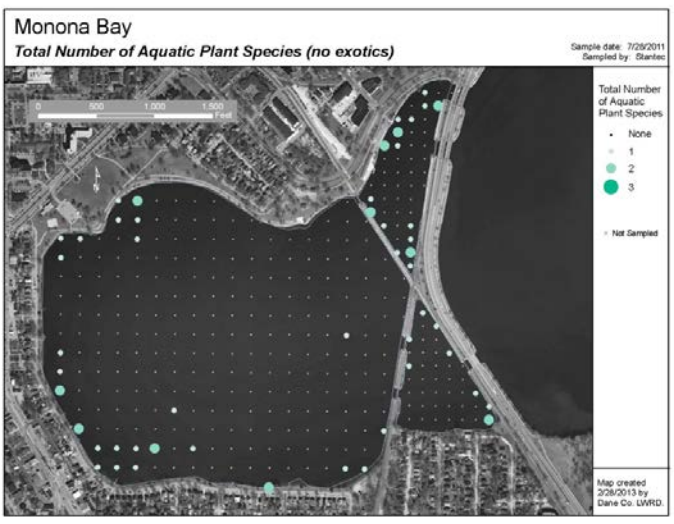 Monona Bay
Total Number of Aquatic Plant Species (no exotics)
Sample date: 7/28/2011
Sampled by: Stantec
0 500 1,000 1,500
Feet
Total Number
of Aquatic
Plant Species
None
1
2
3
Not Sampled
Map created
2/28/2013 by
Dane Co. LWRD.